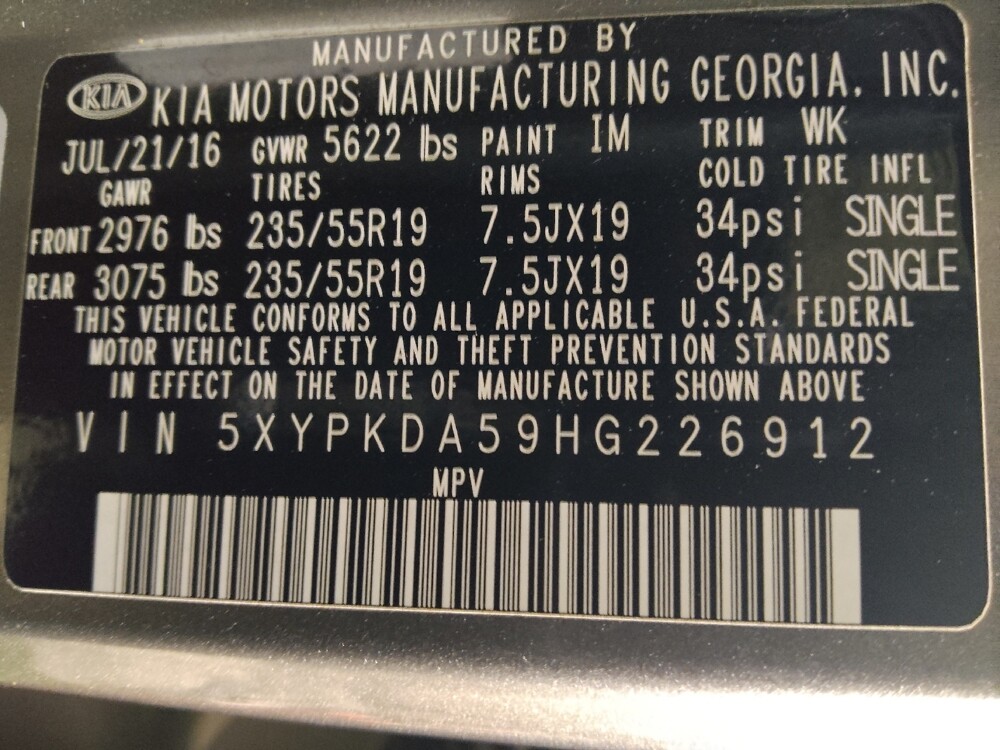 MANUFACTURED BY
KIA KIA MOTORS MANUFACTURING GEORGIA, INC.
JUL/21/16 GVWR 5622 lbs PAINT IM TRIM WK
GAWR TIRES RIMS COLD TIRE INFL
FRONT 2976 lbs 235/55R19 7.5JX19 34psi SINGLE
REAR 3075 lbs 235/55R19 7.5JX19 34psi SINGLE
THIS VEHICLE CONFORMS TO ALL APPLICABLE U.S.A. FEDERAL
MOTOR VEHICLE SAFETY AND THEFT PREVENTION STANDARDS
IN EFFECT ON THE DATE OF MANUFACTURE SHOWN ABOVE
VIN 5XYPKDA59HG226912
MPV